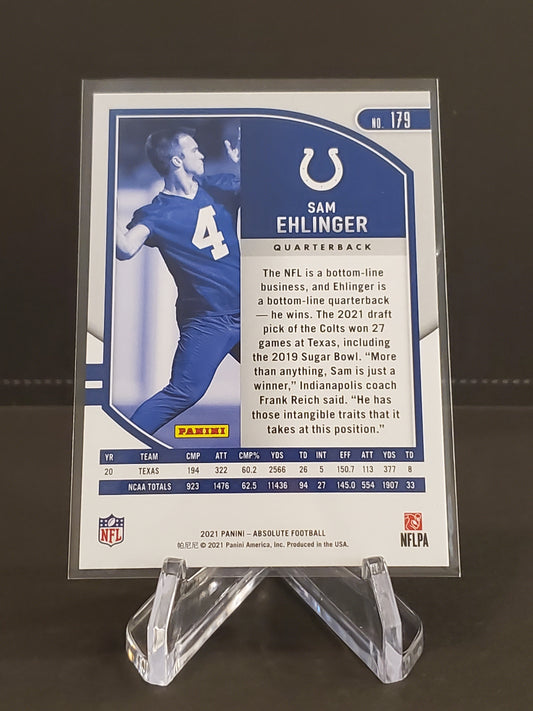 NO. 179
4
SAM
EHLINGER
QUARTERBACK
The NFL is a bottom-line
business, and Ehlinger is
a bottom-line quarterback
— he wins. The 2021 draft
pick of the Colts won 27
games at Texas, including
the 2019 Sugar Bowl. “More
than anything, Sam is just a
winner,” Indianapolis coach
Frank Reich said. “He has
those intangible traits that it
takes at this position.”
PANINI
YR TEAM CMP ATT CMP% YDS TD INT EFF ATT YDS TD
20 TEXAS 194 322 60.2 2566 26 5 150.7 113 377 8
NCAA TOTALS 923 1476 62.5 11436 94 27 145.0 554 1907 33
NFL
2021 PANINI – ABSOLUTE FOOTBALL
帕尼尼 © 2021 Panini America, Inc. Produced in the USA.
NFLPA